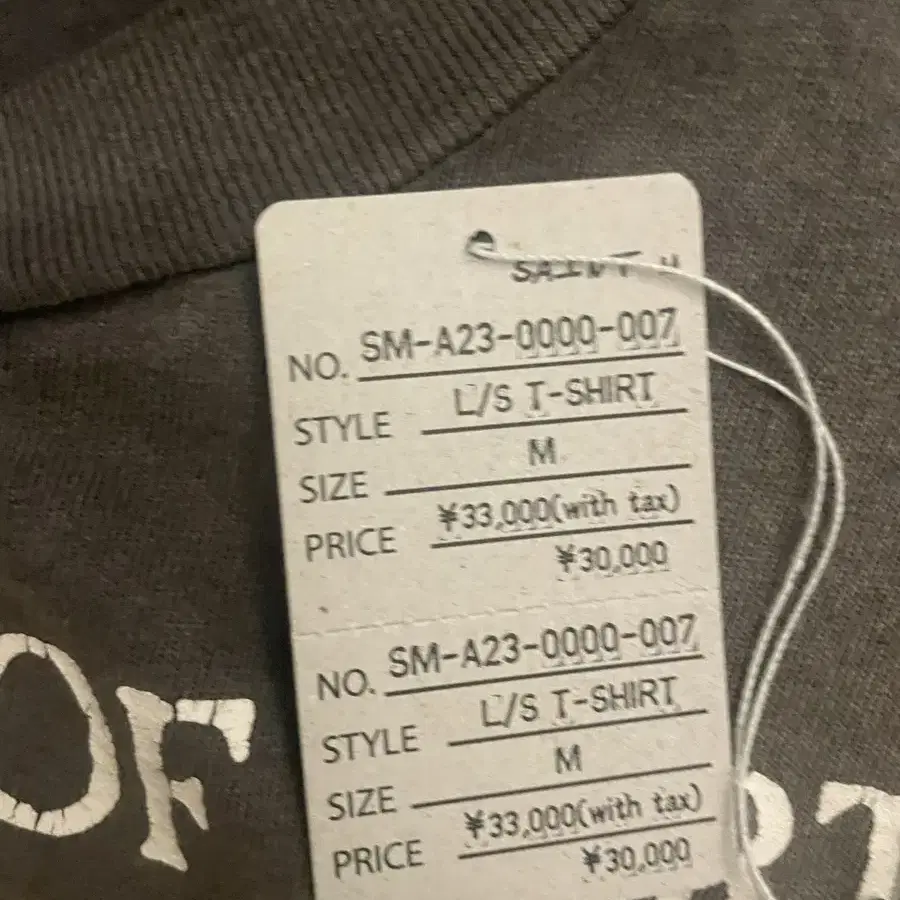 SAINT
NO. SM-A23-0000-007
STYLE L/S T-SHIRT
SIZE M
PRICE ¥33,000(with tax)
¥30,000
NO. SM-A23-0000-007
STYLE L/S T-SHIRT
SIZE M
PRICE ¥33,000(with tax)
¥30,000
OF